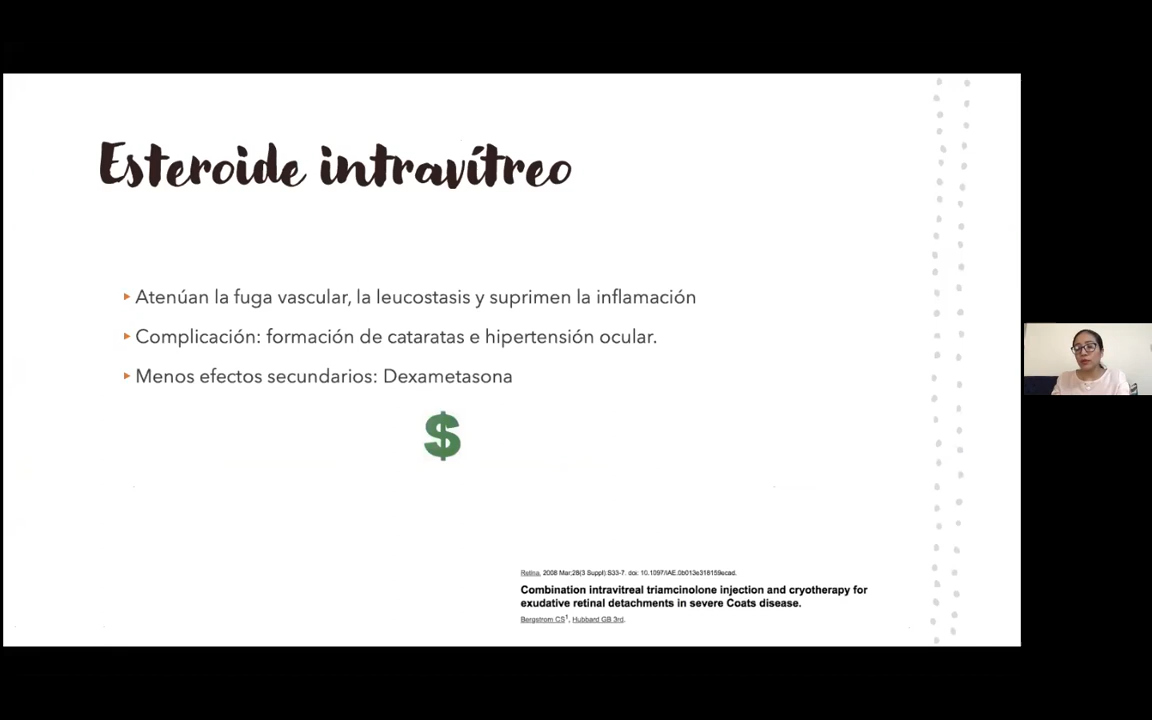 Esteroide intravítreo
▸ Atenúan la fuga vascular, la leucostasis y suprimen la inflamación
▸ Complicación: formación de cataratas e hipertensión ocular.
▸ Menos efectos secundarios: Dexametasona
$
Retina. 2008 Mar;28(3 Suppl):S33-7. doi: 10.1097/IAE.0b013e318159ecad.
Combination intravitreal triamcinolone injection and cryotherapy for
exudative retinal detachments in severe Coats disease.
Bergstrom CS1, Hubbard GB 3rd.